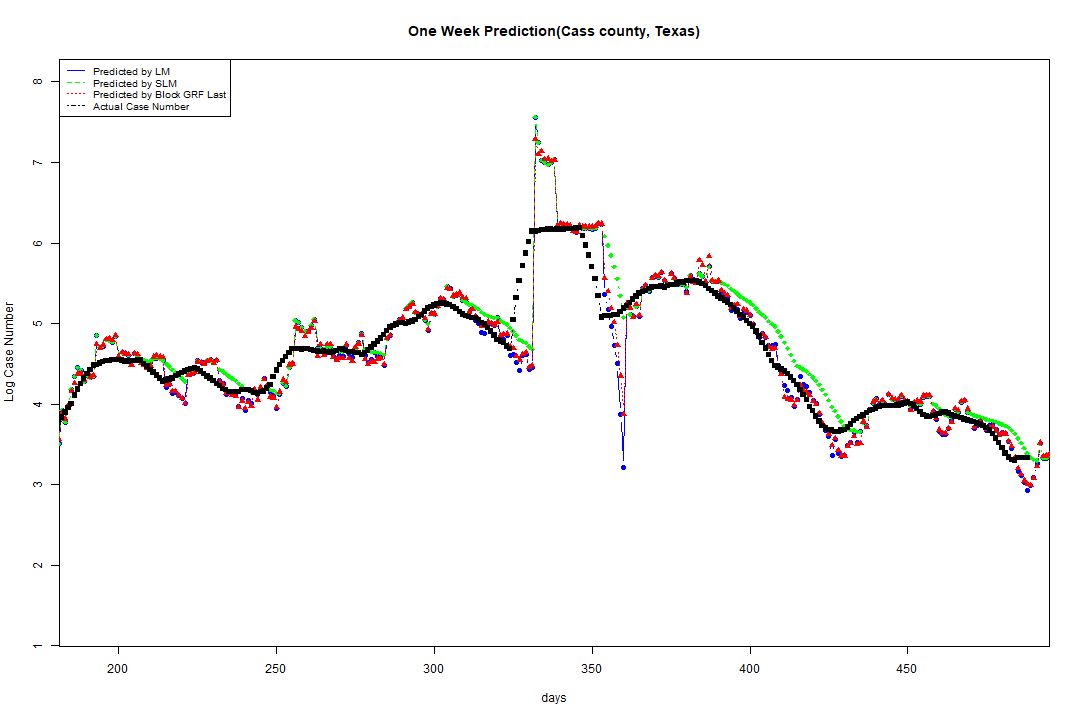 One Week Prediction(Cass county, Texas)
Predicted by LM
Predicted by SLM
Predicted by Block GRF Last
Actual Case Number
Log Case Number
8
7
6
5
4
3
2
1
200 250 300 350 400 450
days